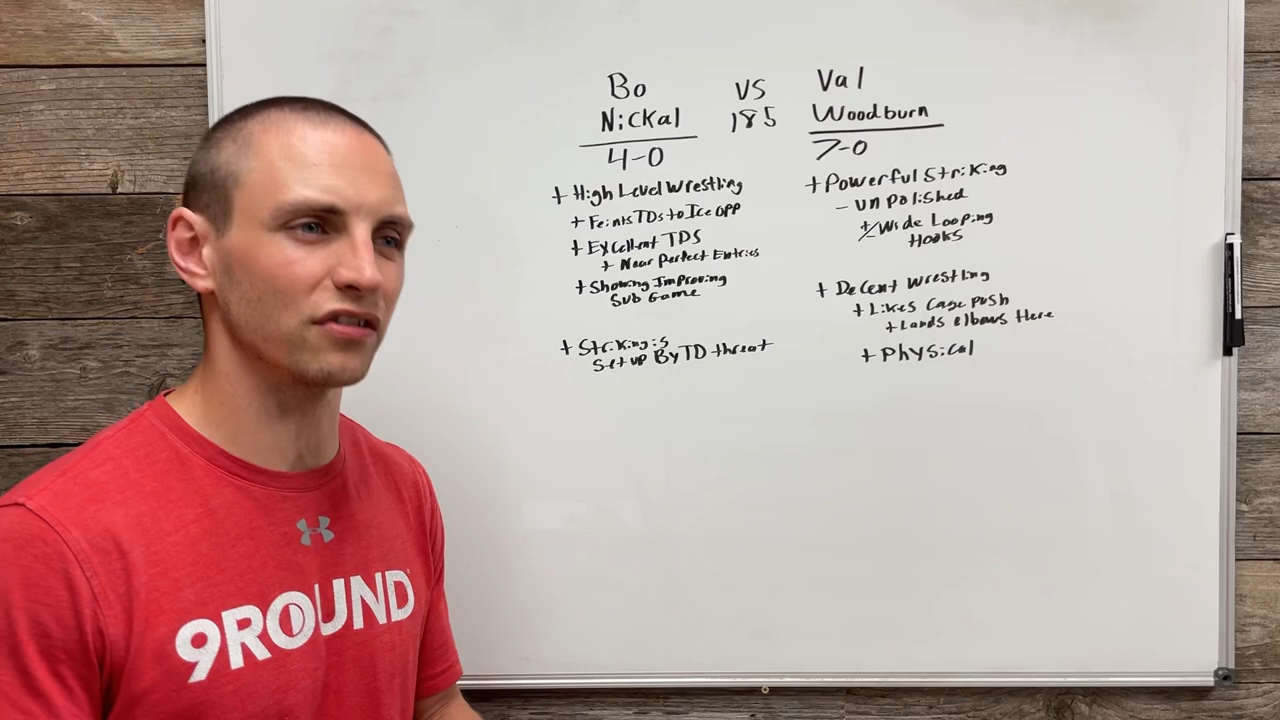 Bo
Nickal
4-0
+ High Level Wrestling
+ Feints TDs to Ice OPP
+ Excellent TDS
+ Near Perfect Entries
+ Showing Improving
Sub Game
+ Striking is
Set up By TD threat
VS
185
Val
Woodburn
7-0
+ Powerful Striking
- Unpolished
+/- Wide Looping
Hooks
+ Decent Wrestling
+ Likes Cage Push
+ Lands elbows Here
+ Physical
9ROUND